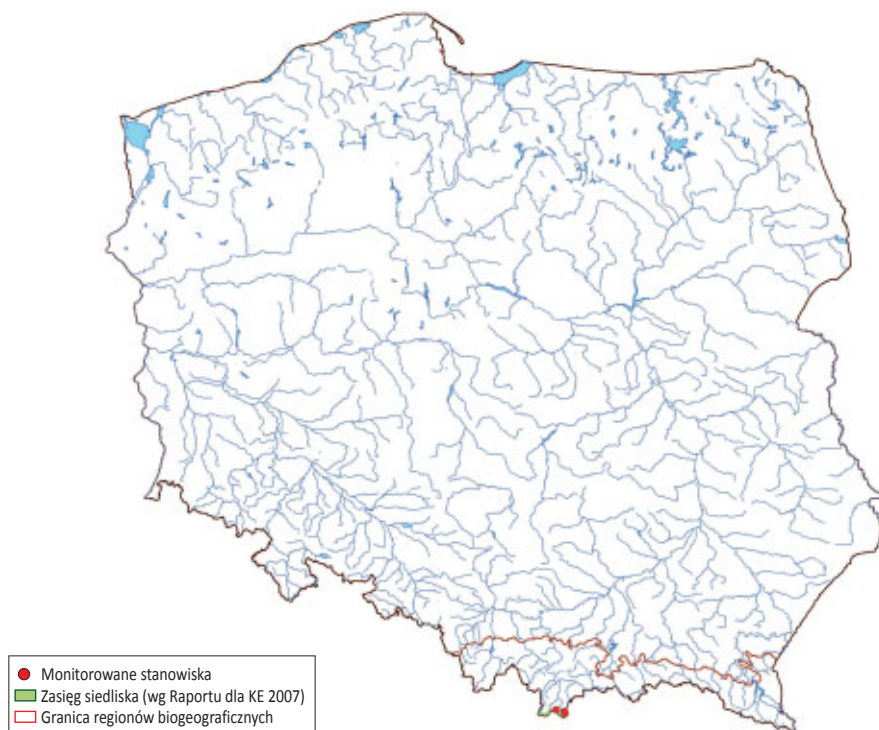 Monitorowane stanowiska
Zasięg siedliska (wg Raportu dla KE 2007)
Granica regionów biogeograficznych